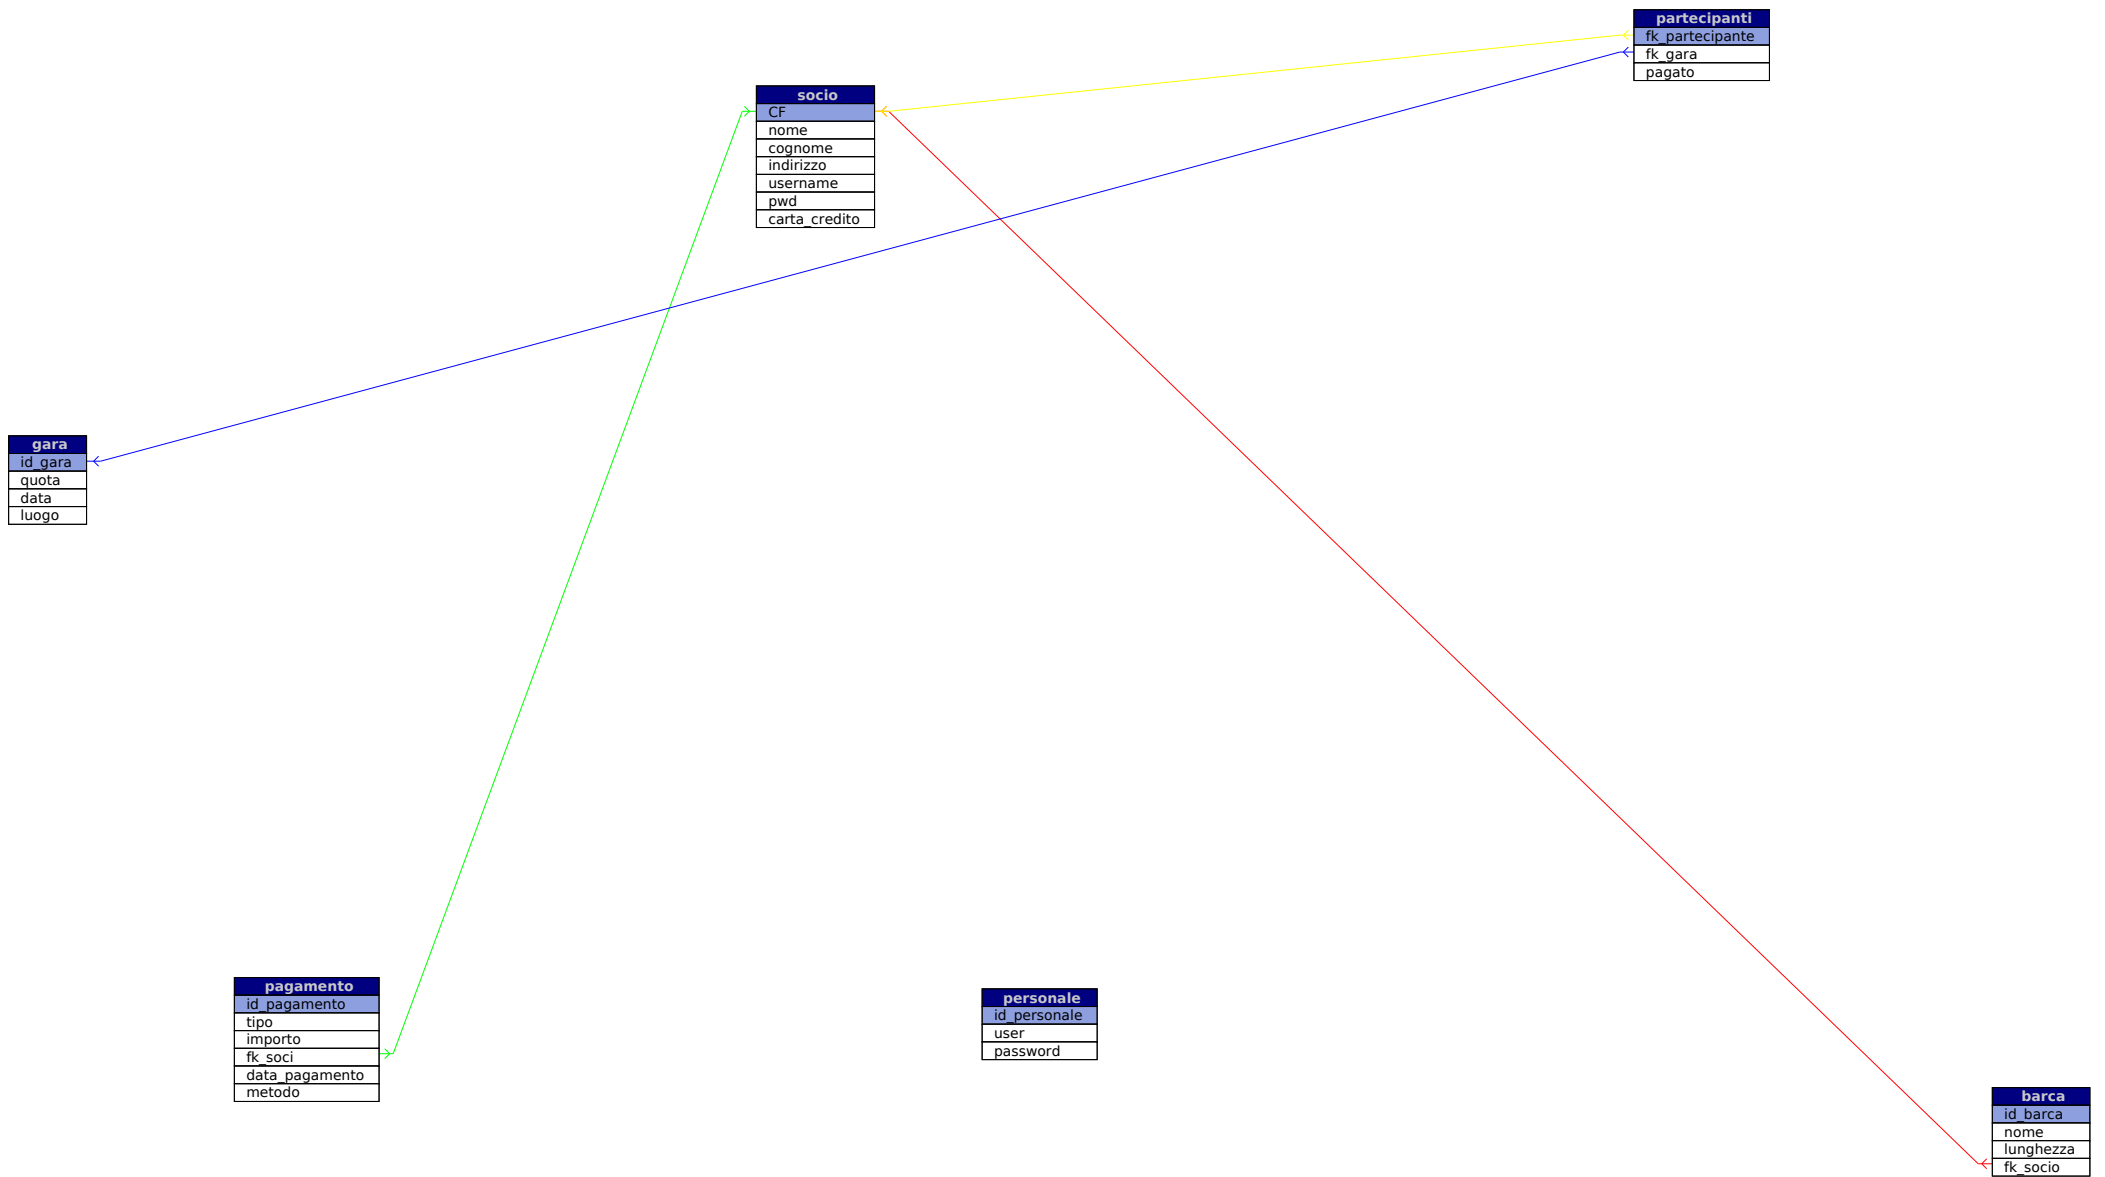 partecipanti
fk_partecipante
fk_gara
pagato
socio
CF
nome
cognome
indirizzo
username
pwd
carta_credito
gara
id_gara
quota
data
luogo
pagamento
id_pagamento
tipo
importo
fk_soci
data_pagamento
metodo
personale
id_personale
user
password
barca
id_barca
nome
lunghezza
fk_socio